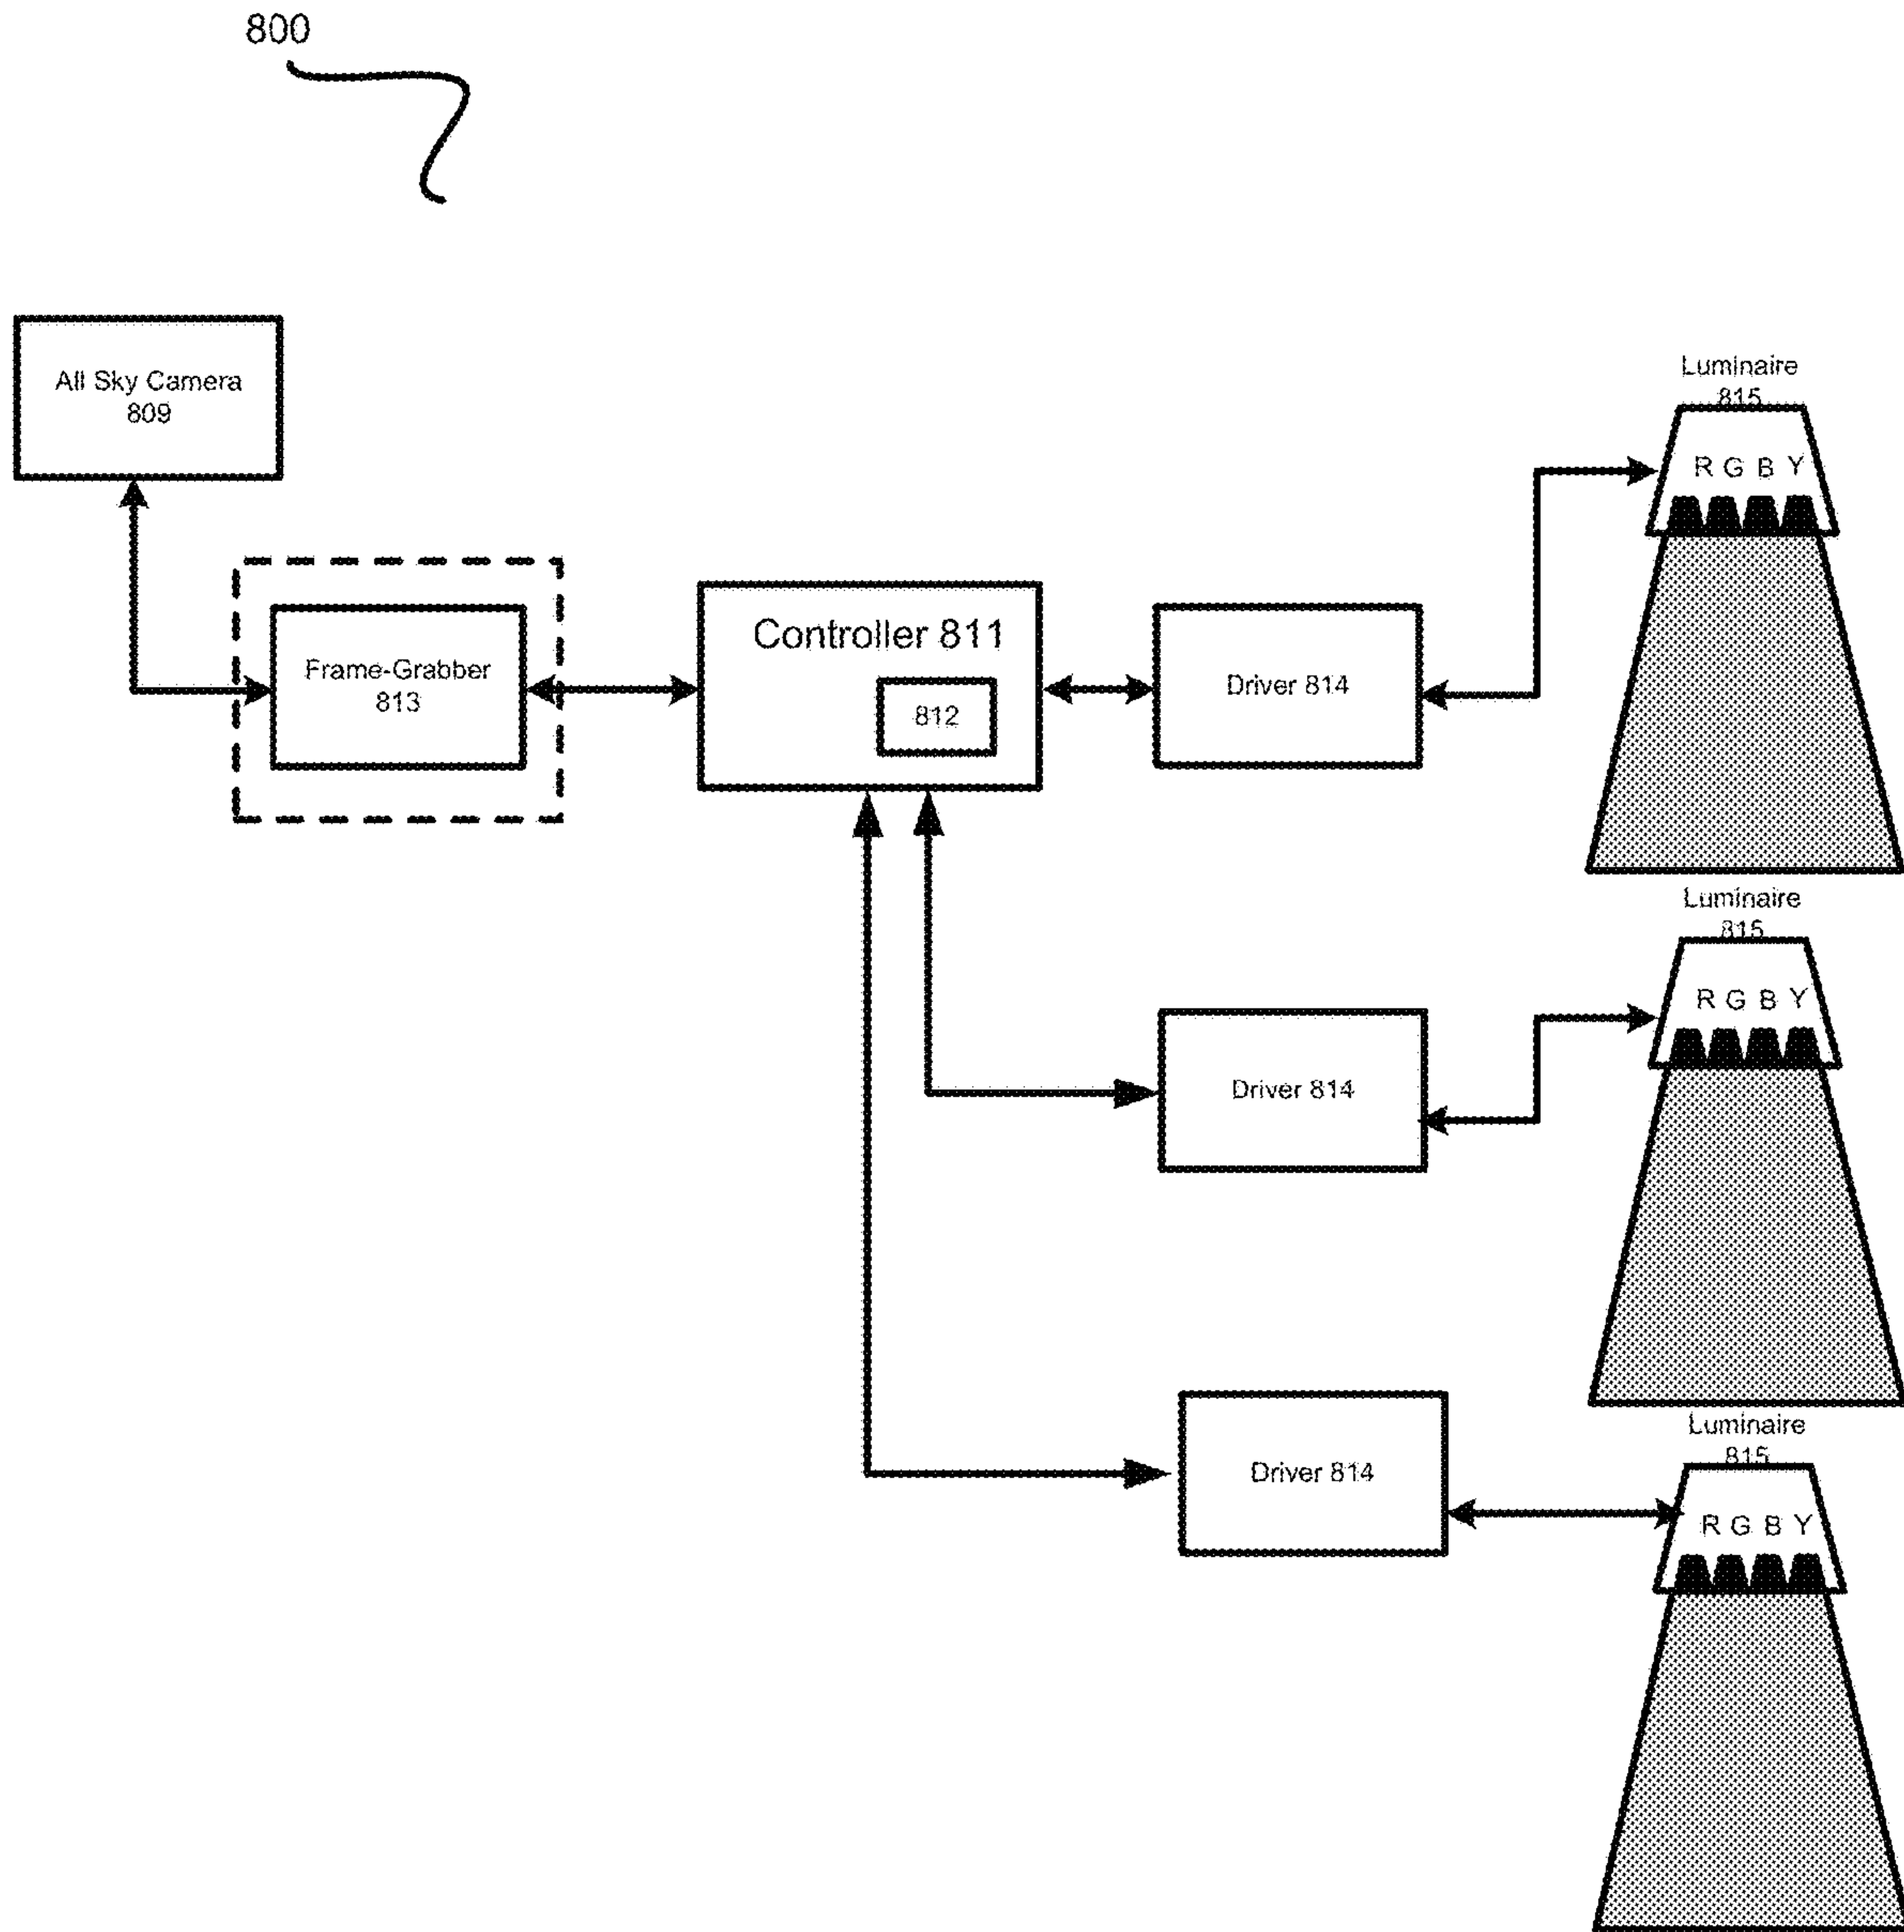 800
All Sky Camera
809
Frame-Grabber
813
Controller 811
812
Driver 814
Luminaire
815
R G B Y
Driver 814
Luminaire
815
R G B Y
Driver 814
Luminaire
815
R G B Y